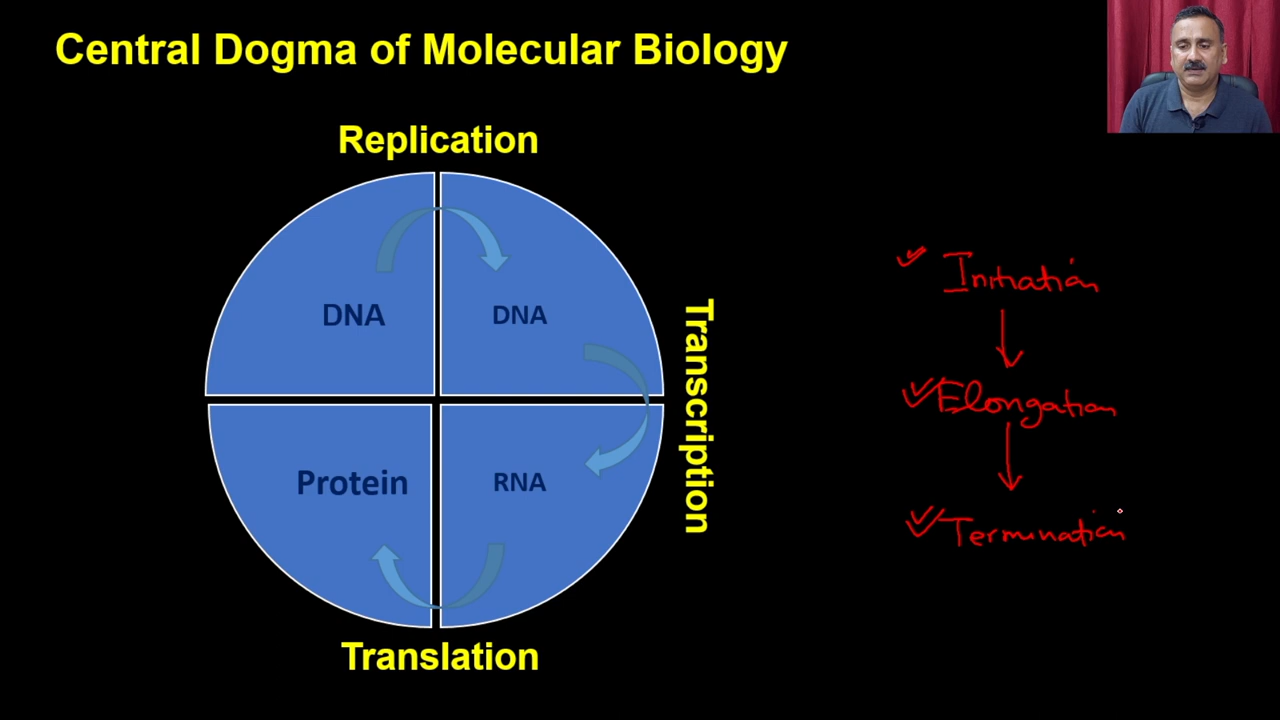 Central Dogma of Molecular Biology
Replication
DNA
DNA
Transcription
Protein
RNA
Translation
Initiation
Elongation
Termination